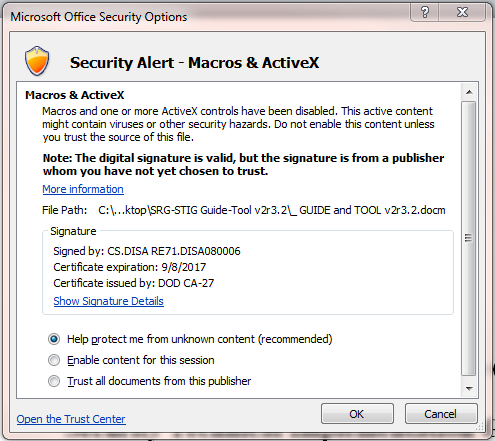 Microsoft Office Security Options
Security Alert - Macros & ActiveX
Macros & ActiveX
Macros and one or more ActiveX controls have been disabled. This active content
might contain viruses or other security hazards. Do not enable this content unless
you trust the source of this file.
Note: The digital signature is valid, but the signature is from a publisher
whom you have not yet chosen to trust.
More information
File Path: C:\...ktop\SRG-STIG Guide-Tool v2r3.2\_ GUIDE and TOOL v2r3.2.docm
Signature
Signed by: CS.DISA RE71.DISA080006
Certificate expiration: 9/8/2017
Certificate issued by: DOD CA-27
Show Signature Details
Help protect me from unknown content (recommended)
Enable content for this session
Trust all documents from this publisher
Open the Trust Center
OK
Cancel